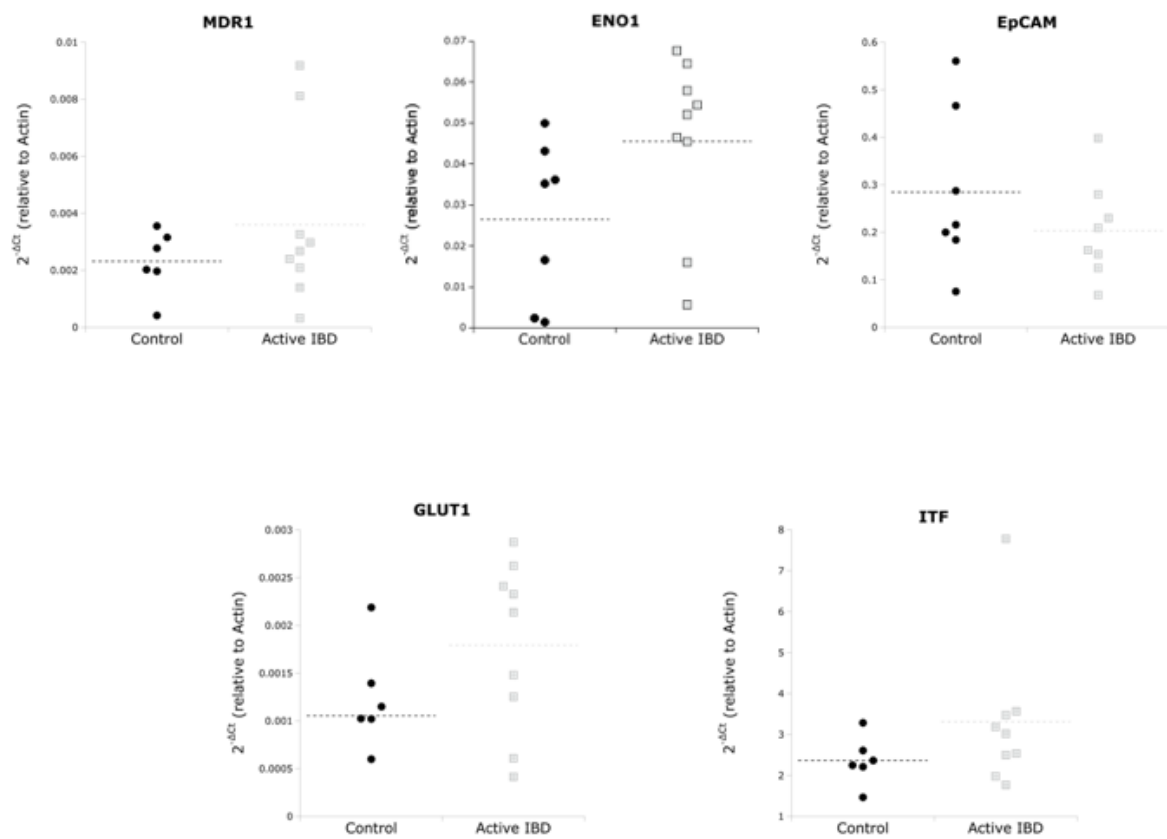 MDR1
2^-ΔCt (relative to Actin)
0.01
0.008
0.006
0.004
0.002
0
Control
Active IBD
ENO1
2^-ΔCt (relative to Actin)
0.07
0.06
0.05
0.04
0.03
0.02
0.01
0
Control
Active IBD
EpCAM
2^-ΔCt (relative to Actin)
0.6
0.5
0.4
0.3
0.2
0.1
0
Control
Active IBD
GLUT1
2^-ΔCt (relative to Actin)
0.003
0.0025
0.002
0.0015
0.001
0.0005
0
Control
Active IBD
ITF
2^-ΔCt (relative to Actin)
8
7
6
5
4
3
2
1
Control
Active IBD